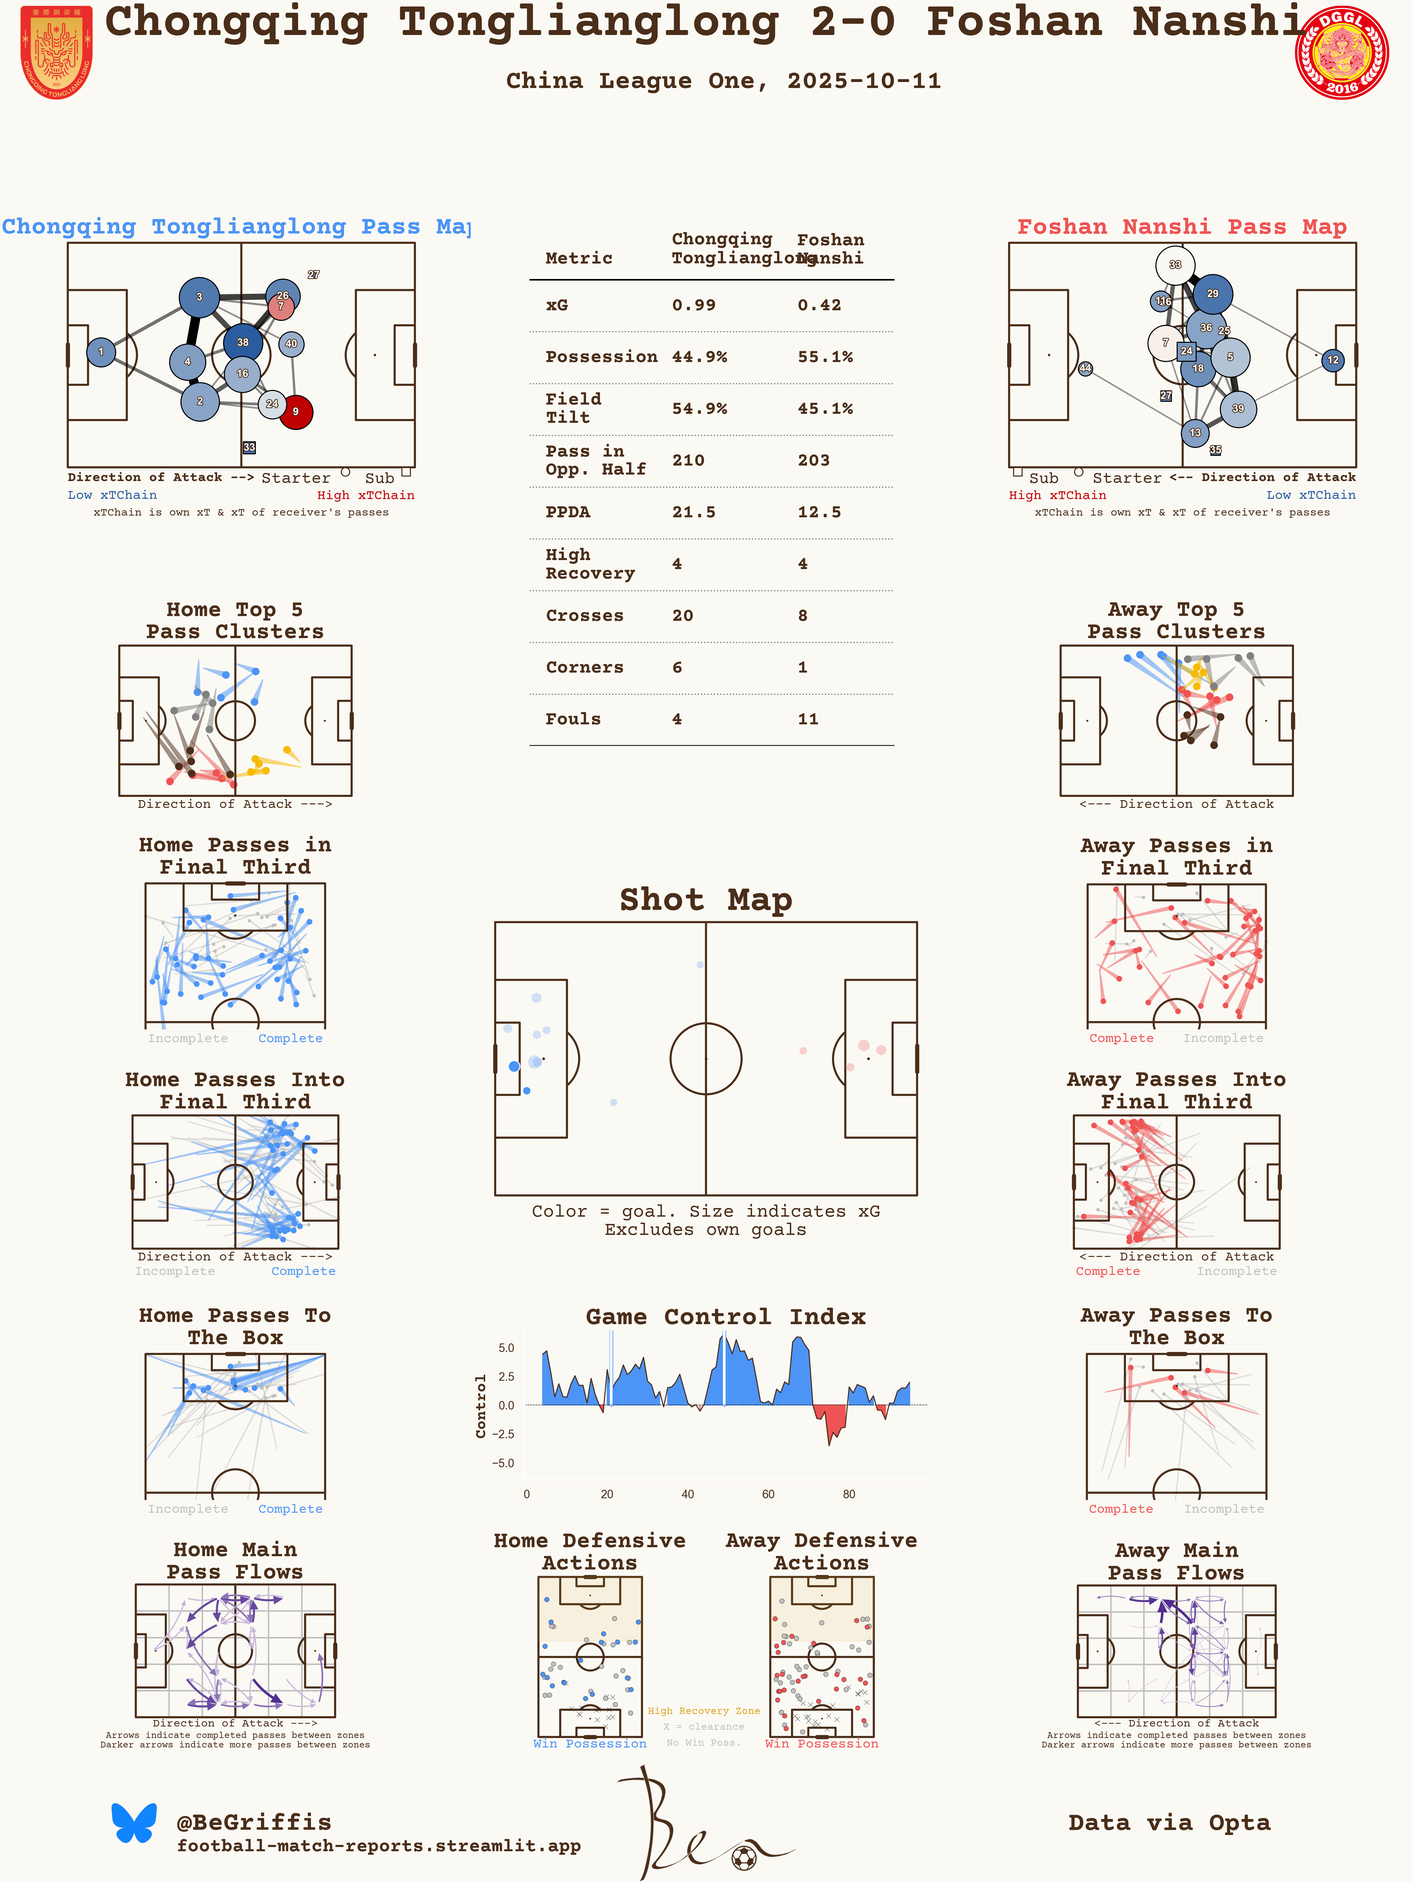 Chongqing Tonglianglong 2-0 Foshan Nanshi
China League One, 2025-10-11
CHONGQING TONGLIANGLONG
DGGL
2016
Chongqing Tonglianglong Pass Map
27
3
26
7
38
40
1
4
16
2
24
9
33
Direction of Attack --> Starter Sub
Low xTChain High xTChain
xTChain is own xT & xT of receiver's passes
Metric Chongqing Tonglianglong Foshan Nanshi
xG 0.99 0.42
Possession 44.9% 55.1%
Field Tilt 54.9% 45.1%
Pass in Opp. Half 210 203
PPDA 21.5 12.5
High Recovery 4 4
Crosses 20 8
Corners 6 1
Fouls 4 11
Foshan Nanshi Pass Map
33
29
16
36
25
7
24
5
12
44
18
27
39
13
35
Sub Starter <-- Direction of Attack
High xTChain Low xTChain
xTChain is own xT & xT of receiver's passes
Home Top 5
Pass Clusters
Direction of Attack --->
Away Top 5
Pass Clusters
<--- Direction of Attack
Home Passes in
Final Third
Incomplete Complete
Away Passes in
Final Third
Complete Incomplete
Shot Map
Color = goal. Size indicates xG
Excludes own goals
Home Passes Into
Final Third
Direction of Attack --->
Incomplete Complete
Away Passes Into
Final Third
<--- Direction of Attack
Complete Incomplete
Home Passes To
The Box
Incomplete Complete
Game Control Index
Control
5.0
2.5
0.0
−2.5
−5.0
0 20 40 60 80
Away Passes To
The Box
Complete Incomplete
Home Main
Pass Flows
Direction of Attack --->
Arrows indicate completed passes between zones
Darker arrows indicate more passes between zones
Home Defensive
Actions
Win Possession
High Recovery Zone
X = clearance
No Win Poss.
Away Defensive
Actions
Win Possession
Away Main
Pass Flows
<--- Direction of Attack
Arrows indicate completed passes between zones
Darker arrows indicate more passes between zones
@BeGriffis
football-match-reports.streamlit.app
Ben
Data via Opta